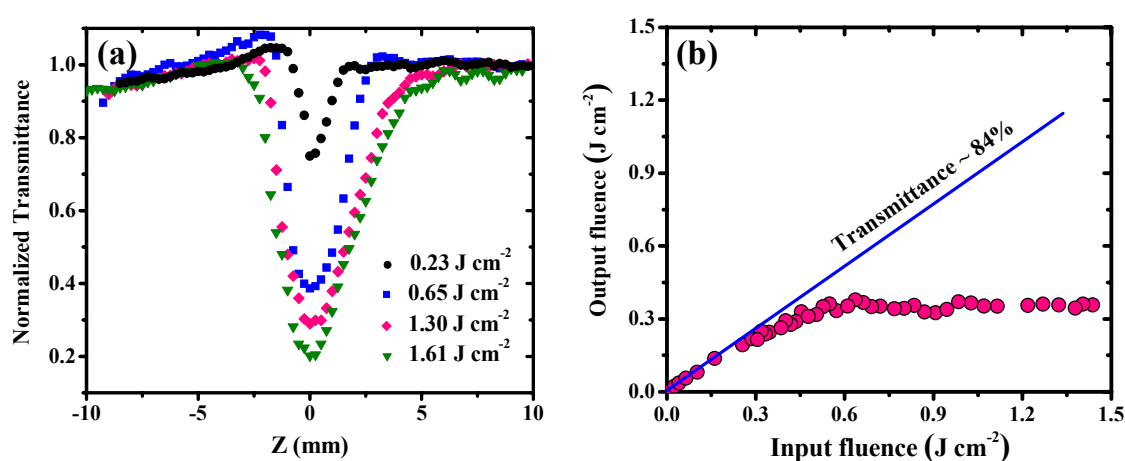 (a)
Normalized Transmittance
1.0
0.8
0.6
0.4
0.2
0.23 J cm⁻²
0.65 J cm⁻²
1.30 J cm⁻²
1.61 J cm⁻²
-10
-5
0
5
10
Z (mm)
(b)
Output fluence (J cm⁻²)
1.5
1.2
0.9
0.6
0.3
0.0
Transmittance ~ 84%
0.0
0.3
0.6
0.9
1.2
1.5
Input fluence (J cm⁻²)